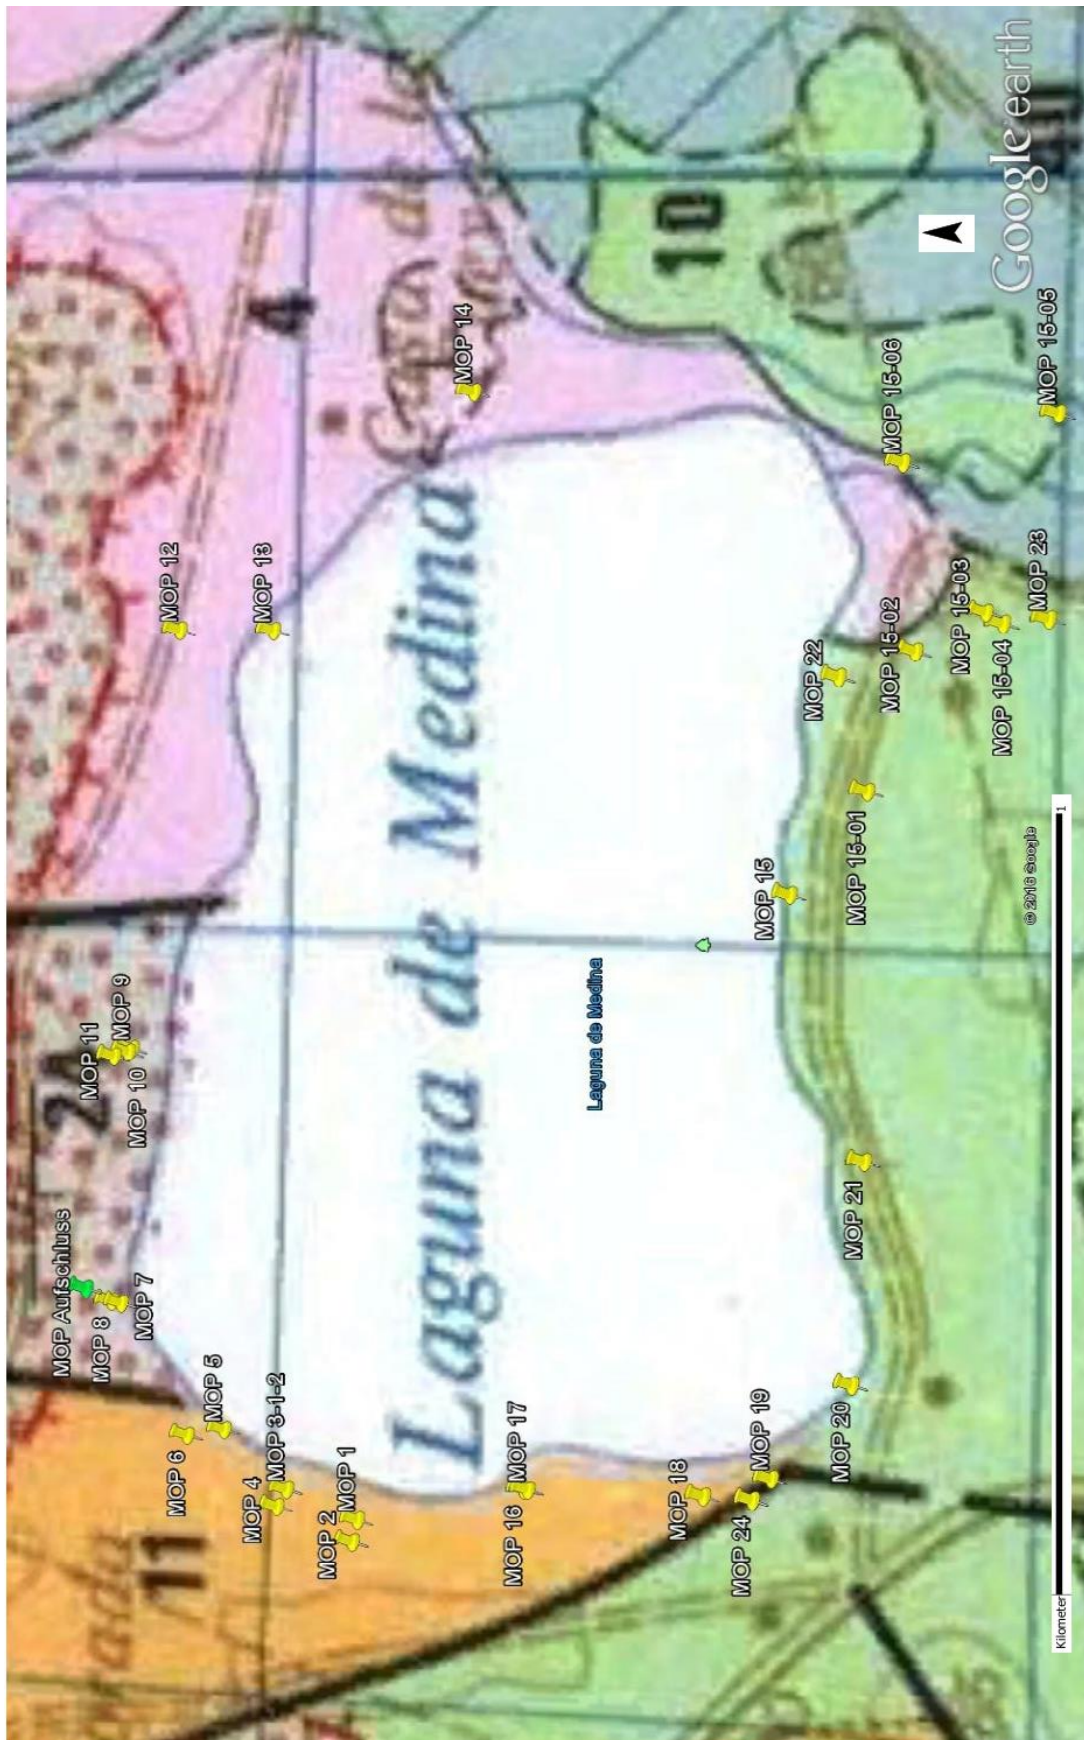 MOP Aufschluss
MOP 8
MOP 7
MOP 11
MOP 9
MOP 10
2A
MOP 12
MOP 13
4
MOP 6
MOP 5
MOP 4
MOP 3-1-2
MOP 2
MOP 1
11
MOP 14
10
Laguna de Medina
MOP 16
MOP 17
Laguna de Medina
MOP 18
MOP 24
MOP 19
MOP 20
MOP 21
MOP 15
MOP 15-01
MOP 22
MOP 15-02
MOP 15-03
MOP 15-04
MOP 23
MOP 15-06
MOP 15-05
© 2016 Google
Google earth
Kilometer
1